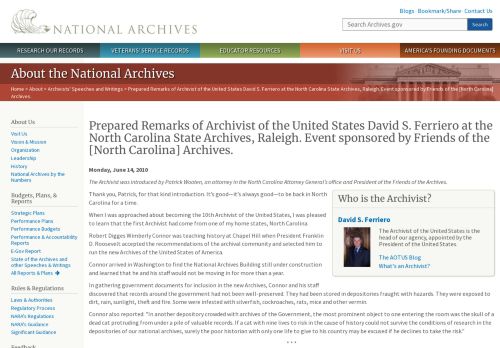 Blogs · Bookmark/Share · Contact Us
NATIONAL ARCHIVES
Search Archives.gov
Search
RESEARCH OUR RECORDS
VETERANS' SERVICE RECORDS
EDUCATOR RESOURCES
VISIT US
AMERICA'S FOUNDING DOCUMENTS
About the National Archives
Home > About > Archivists' Speeches and Writings > Prepared Remarks of Archivist of the United States David S. Ferriero at the North Carolina State Archives, Raleigh. Event sponsored by Friends of the [North Carolina]
Archives.
About Us
Visit Us
Vision & Mission
Organization
Leadership
History
National Archives by the
Numbers
Budgets, Plans, &
Reports
Strategic Plans
Performance Plans
Performance Budgets
Performance & Accountability
Reports
E-Gov Report
State of the Archives and
other Speeches & Writings
All Reports & Plans
Rules & Regulations
Laws & Authorities
Regulatory Process
NARA's Regulations
NARA's Guidance
Significant Guidance
Feedback
Prepared Remarks of Archivist of the United States David S. Ferriero at the
North Carolina State Archives, Raleigh. Event sponsored by Friends of the
[North Carolina] Archives.
Monday, June 14, 2010
The Archivist was introduced by Patrick Wooten, an attorney in the North Carolina Attorney General's office and President of the Friends of the Archives.
Thank you, Patrick, for that kind introduction. It's good—it's always good—to be back in
North Carolina for a time.
When I was approached about becoming the 10th Archivist of the United States, I was pleased
to learn that the first Archivist had come from one of my home states, North Carolina.
Robert Digges Wimberly Connor was teaching history at Chapel Hill when President Franklin
D. Roosevelt accepted the recommendations of the archival community and selected him to
run the new Archives of the United States of America.
Connor arrived in Washington to find the National Archives Building still under construction
and learned that he and his staff would not be moving in for more than a year.
In gathering government documents for inclusion in the new Archives, Connor and his staff
discovered that records around the government had not been well-preserved. They had been stored in depositories fraught with hazards. They were exposed to
dirt, rain, sunlight, theft and fire. Some were infested with silverfish, cockroaches, rats, mice and other vermin
Connor also reported: "In another depository crowded with archives of the Government, the most prominent object to one entering the room was the skull of a
dead cat protruding from under a pile of valuable records. If a cat with nine lives to risk in the cause of history could not survive the conditions of research in the
depositories of our national archives, surely the poor historian with only one life to give to his country may be excused if he declines to take the risk."
* * *
Who is the Archivist?
David S. Ferriero
The Archivist of the United States is the
head of our agency, appointed by the
President of the United States
The AOTUS Blog
What's an Archivist?